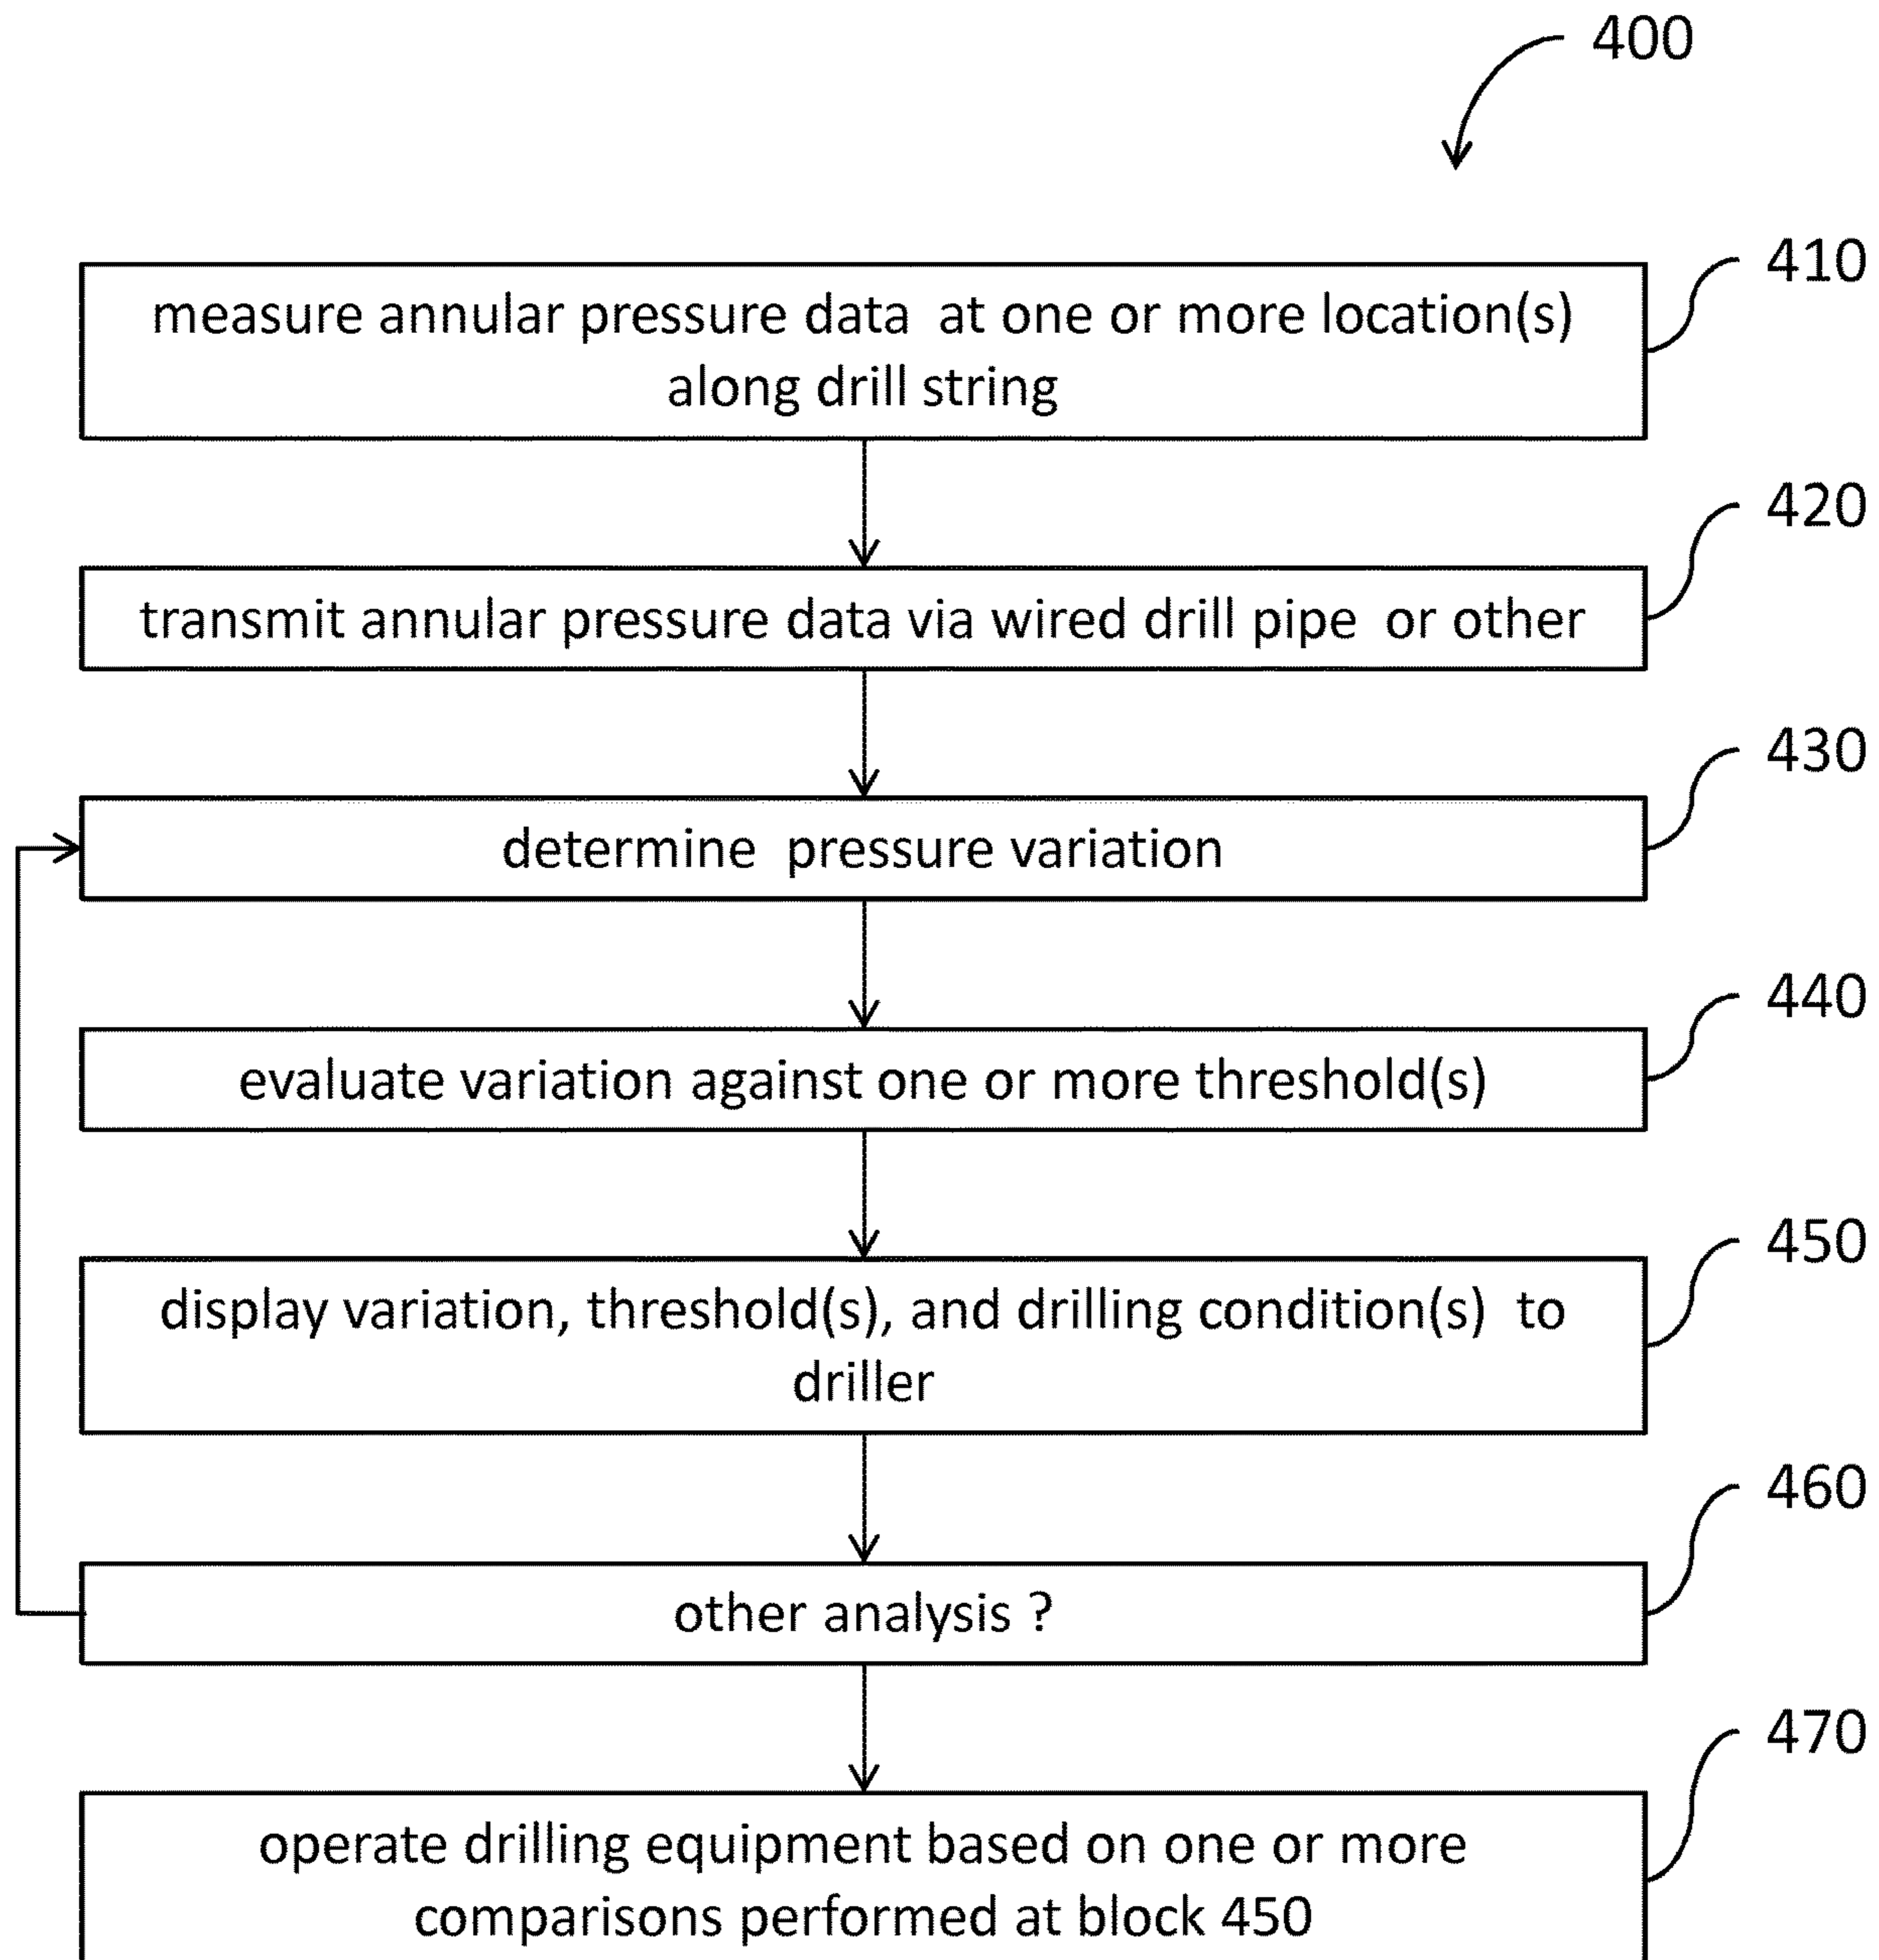 400
410
measure annular pressure data at one or more location(s)
along drill string
420
transmit annular pressure data via wired drill pipe or other
430
determine pressure variation
440
evaluate variation against one or more threshold(s)
450
display variation, threshold(s), and drilling condition(s) to
driller
460
other analysis ?
470
operate drilling equipment based on one or more
comparisons performed at block 450